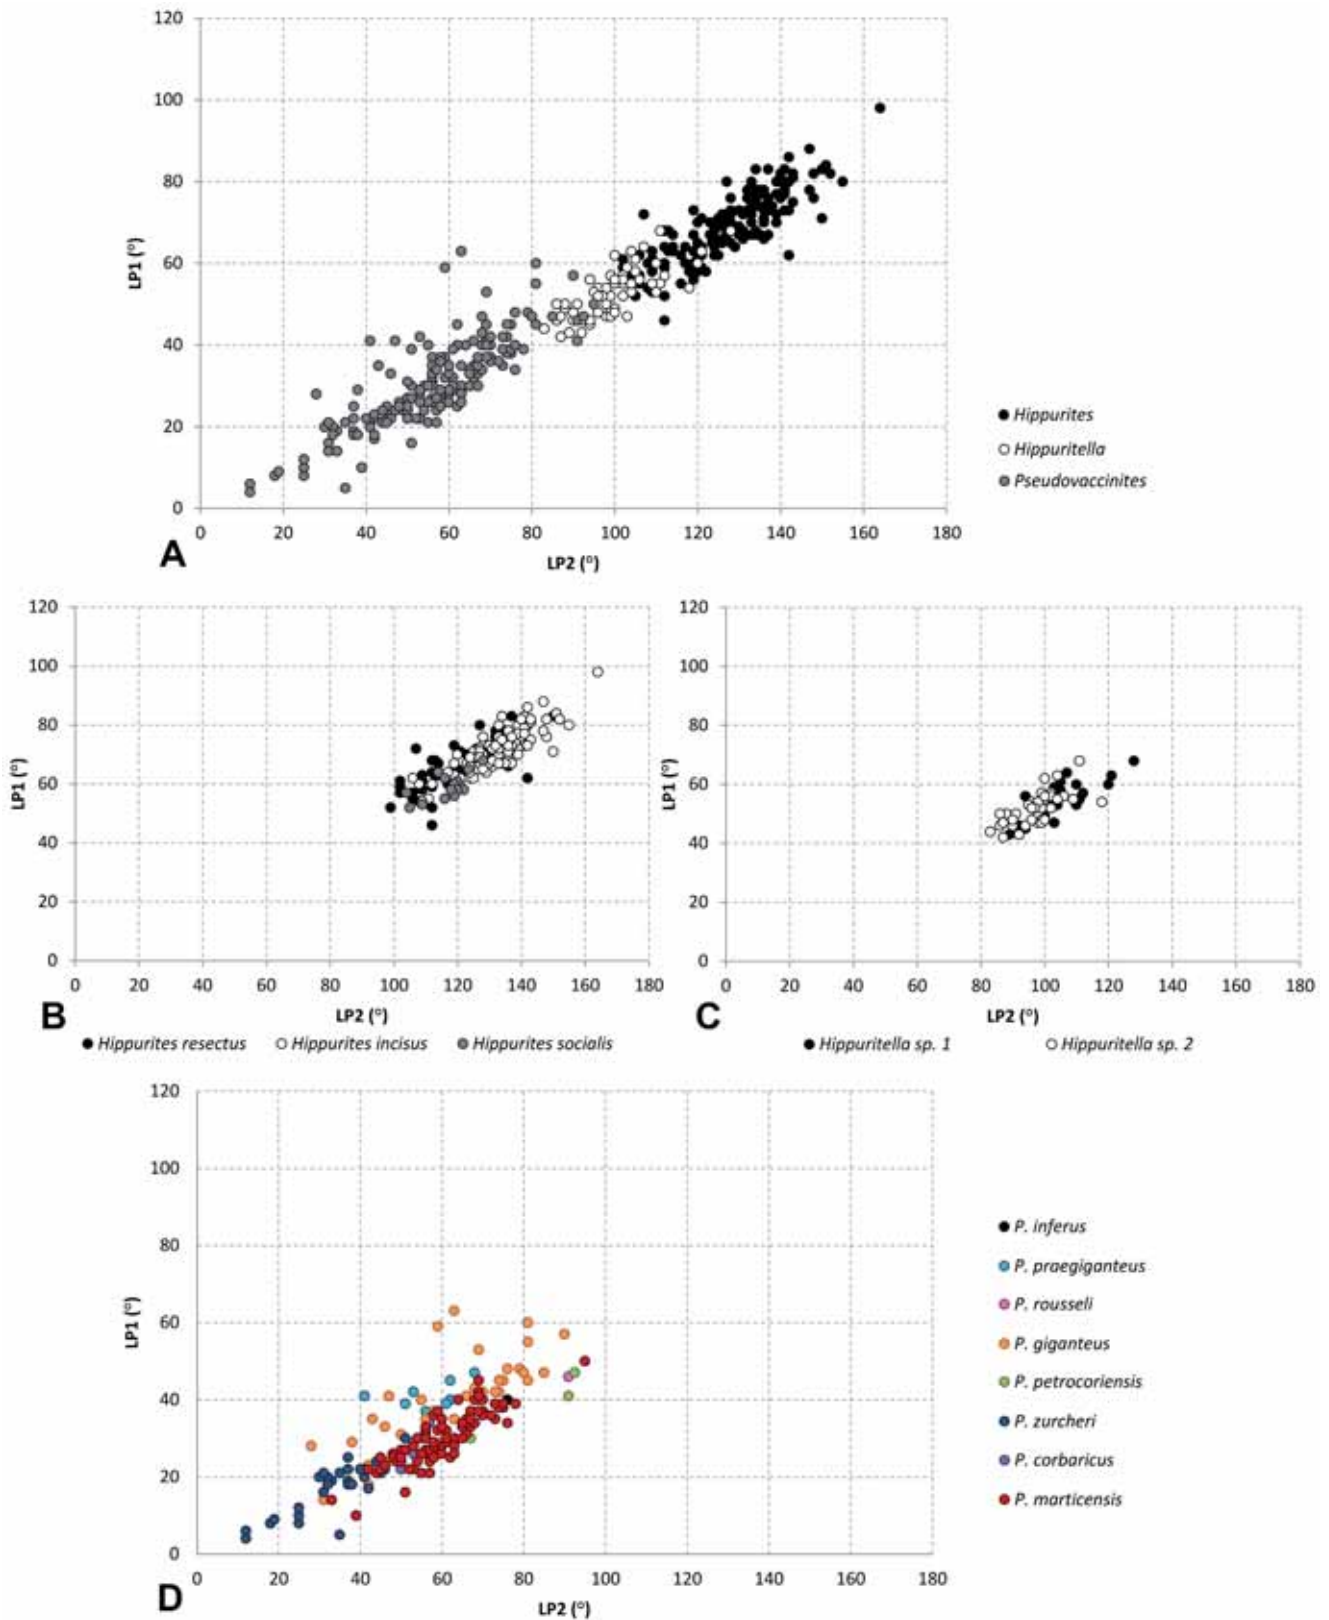 120
100
80
60
40
20
0
LP1 (°)
0 20 40 60 80 100 120 140 160 180
LP2 (°)
A
Hippurites
Hippuritella
Pseudovaccinites
120
100
80
60
40
20
0
LP1 (°)
0 20 40 60 80 100 120 140 160 180
LP2 (°)
B
Hippurites resectus Hippurites incisus Hippurites socialis
120
100
80
60
40
20
0
LP1 (°)
0 20 40 60 80 100 120 140 160 180
LP2 (°)
C
Hippuritella sp. 1 Hippuritella sp. 2
120
100
80
60
40
20
0
LP1 (°)
0 20 40 60 80 100 120 140 160 180
LP2 (°)
D
P. inferus
P. praegiganteus
P. rousseli
P. giganteus
P. petrocoriensis
P. zurcheri
P. corbaricus
P. marticensis